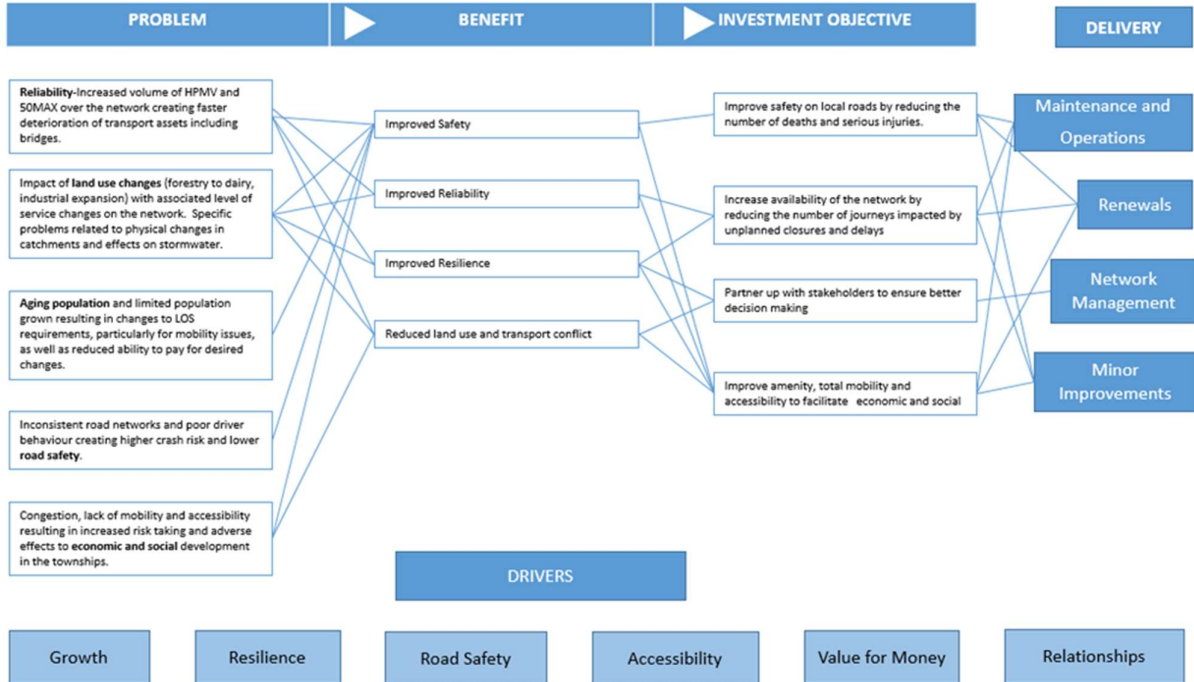 PROBLEM
BENEFIT
INVESTMENT OBJECTIVE
DELIVERY
Reliability-Increased volume of HPMV and
50MAX over the network creating faster
deterioration of transport assets including
bridges.
Impact of land use changes (forestry to dairy,
industrial expansion) with associated level of
service changes on the network. Specific
problems related to physical changes in
catchments and effects on stormwater.
Aging population and limited population
grown resulting in changes to LOS
requirements, particularly for mobility issues,
as well as reduced ability to pay for desired
changes.
Inconsistent road networks and poor driver
behaviour creating higher crash risk and lower
road safety.
Congestion, lack of mobility and accessibility
resulting in increased risk taking and adverse
effects to economic and social development
in the townships.
Improved Safety
Improved Reliability
Improved Resilience
Reduced land use and transport conflict
Improve safety on local roads by reducing the
number of deaths and serious injuries.
Increase availability of the network by
reducing the number of journeys impacted by
unplanned closures and delays
Partner up with stakeholders to ensure better
decision making
Improve amenity, total mobility and
accessibility to facilitate economic and social
Maintenance and
Operations
Renewals
Network
Management
Minor
Improvements
DRIVERS
Growth
Resilience
Road Safety
Accessibility
Value for Money
Relationships